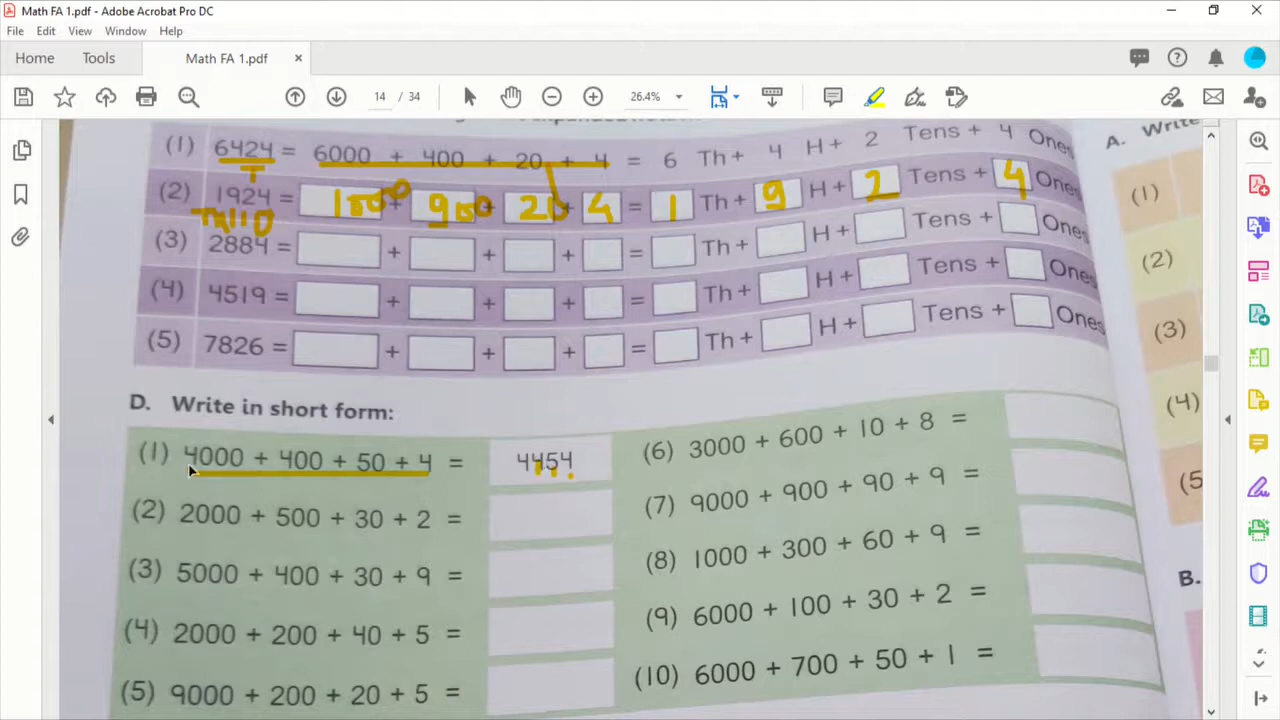 Math FA 1.pdf - Adobe Acrobat Pro DC
File Edit View Window Help
Home Tools Math FA 1.pdf ×
14 / 34 26.4%
(1) 6424 = 6000 + 400 + 20 + 4 = 6 Th + 4 H + 2 Tens + 4 Ones
(2) 1924 = 1000 + 900 + 20 + 4 = 1 Th + 9 H + 2 Tens + 4 Ones
(3) 2884 = + + + = Th + H + Tens + Ones
(4) 4519 = + + + = Th + H + Tens + Ones
(5) 7826 = + + + = Th + H + Tens + Ones
D. Write in short form:
(1) 4000 + 400 + 50 + 4 = 4454
(2) 2000 + 500 + 30 + 2 =
(3) 5000 + 400 + 30 + 9 =
(4) 2000 + 200 + 40 + 5 =
(5) 9000 + 200 + 20 + 5 =
(6) 3000 + 600 + 10 + 8 =
(7) 9000 + 900 + 90 + 9 =
(8) 1000 + 300 + 60 + 9 =
(9) 6000 + 100 + 30 + 2 =
(10) 6000 + 700 + 50 + 1 =
A. Write
(1)
(2)
(3)
(4)
(5
B.